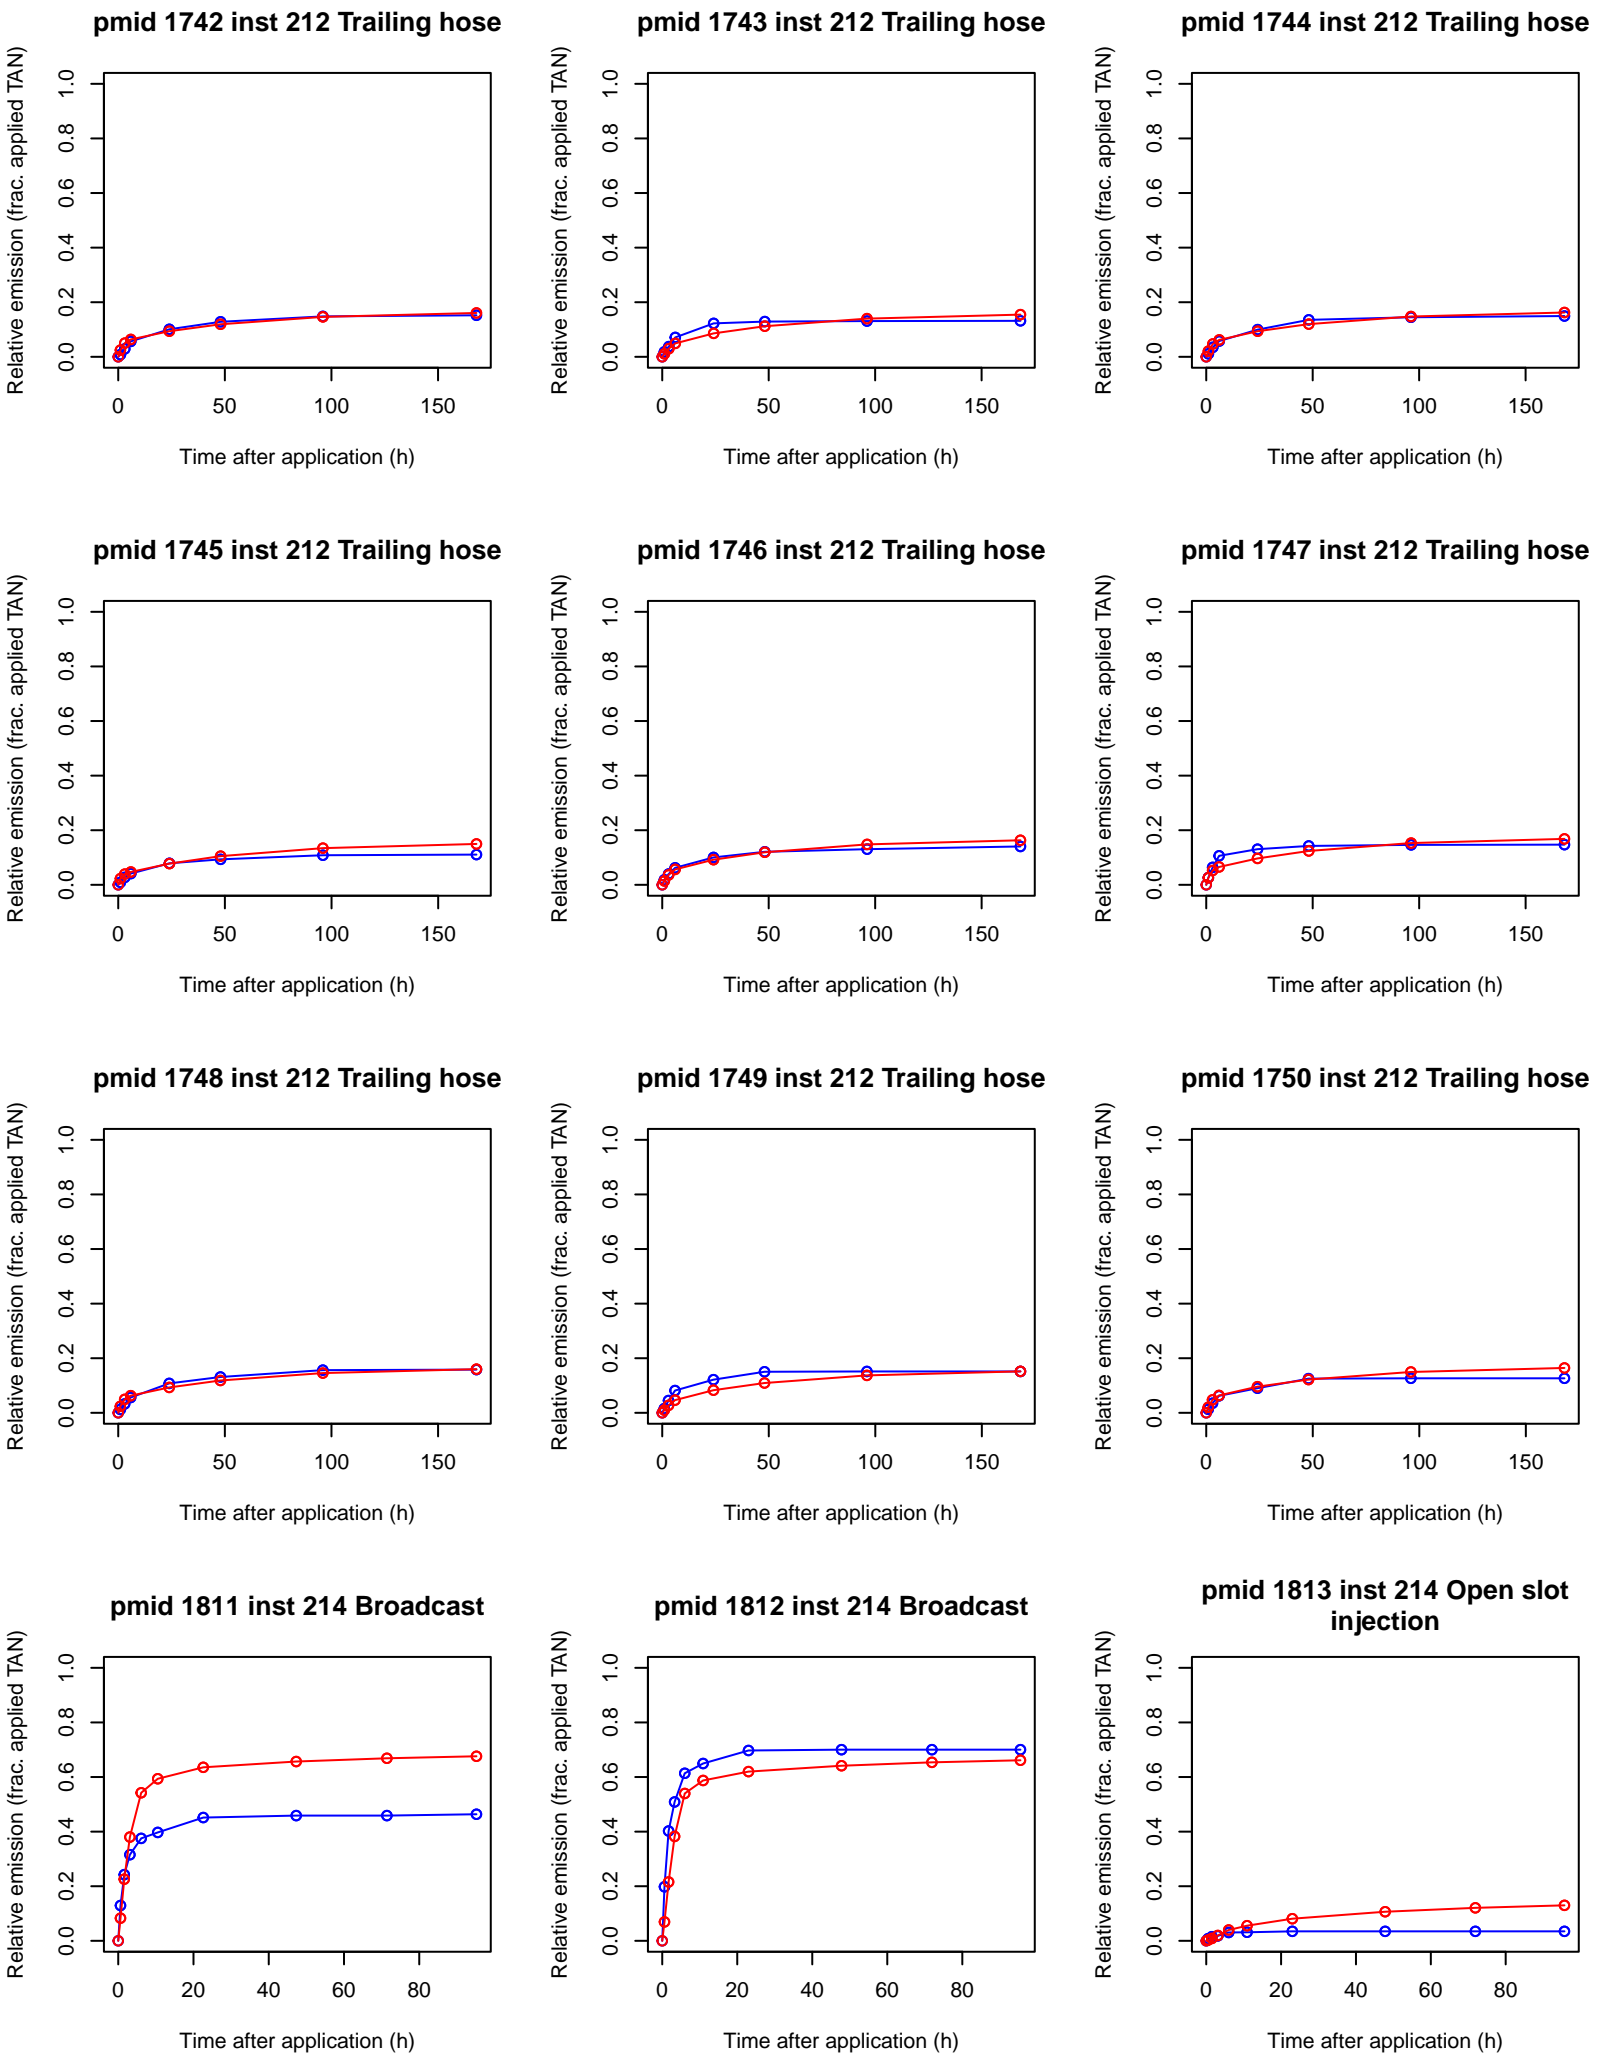 pmid 1742 inst 212 Trailing hose
Relative emission (frac. applied TAN)
0.0 0.2 0.4 0.6 0.8 1.0
0 50 100 150
Time after application (h)
pmid 1743 inst 212 Trailing hose
Relative emission (frac. applied TAN)
0.0 0.2 0.4 0.6 0.8 1.0
0 50 100 150
Time after application (h)
pmid 1744 inst 212 Trailing hose
Relative emission (frac. applied TAN)
0.0 0.2 0.4 0.6 0.8 1.0
0 50 100 150
Time after application (h)
pmid 1745 inst 212 Trailing hose
Relative emission (frac. applied TAN)
0.0 0.2 0.4 0.6 0.8 1.0
0 50 100 150
Time after application (h)
pmid 1746 inst 212 Trailing hose
Relative emission (frac. applied TAN)
0.0 0.2 0.4 0.6 0.8 1.0
0 50 100 150
Time after application (h)
pmid 1747 inst 212 Trailing hose
Relative emission (frac. applied TAN)
0.0 0.2 0.4 0.6 0.8 1.0
0 50 100 150
Time after application (h)
pmid 1748 inst 212 Trailing hose
Relative emission (frac. applied TAN)
0.0 0.2 0.4 0.6 0.8 1.0
0 50 100 150
Time after application (h)
pmid 1749 inst 212 Trailing hose
Relative emission (frac. applied TAN)
0.0 0.2 0.4 0.6 0.8 1.0
0 50 100 150
Time after application (h)
pmid 1750 inst 212 Trailing hose
Relative emission (frac. applied TAN)
0.0 0.2 0.4 0.6 0.8 1.0
0 50 100 150
Time after application (h)
pmid 1811 inst 214 Broadcast
Relative emission (frac. applied TAN)
0.0 0.2 0.4 0.6 0.8 1.0
0 20 40 60 80
Time after application (h)
pmid 1812 inst 214 Broadcast
Relative emission (frac. applied TAN)
0.0 0.2 0.4 0.6 0.8 1.0
0 20 40 60 80
Time after application (h)
pmid 1813 inst 214 Open slot
injection
Relative emission (frac. applied TAN)
0.0 0.2 0.4 0.6 0.8 1.0
0 20 40 60 80
Time after application (h)